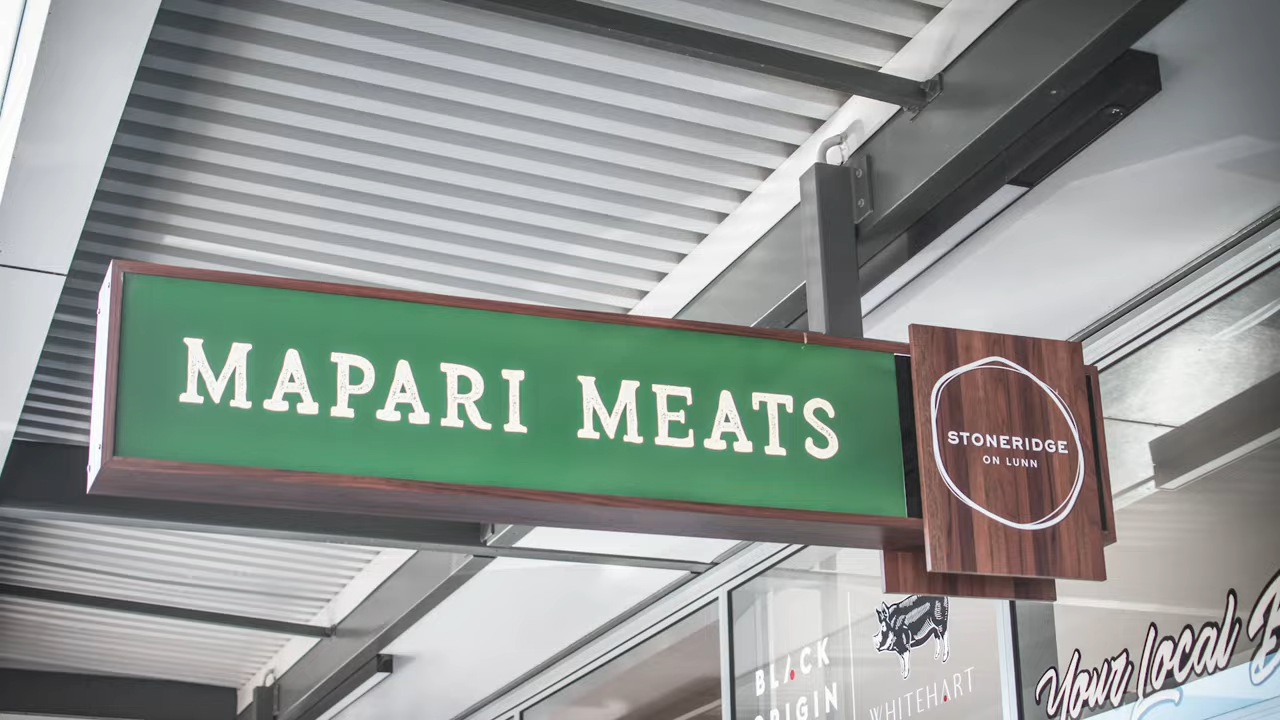 MAPARI MEATS
STONERIDGE
ON LUNN
BLACK
ORIGIN
WHITEHART
Your Local